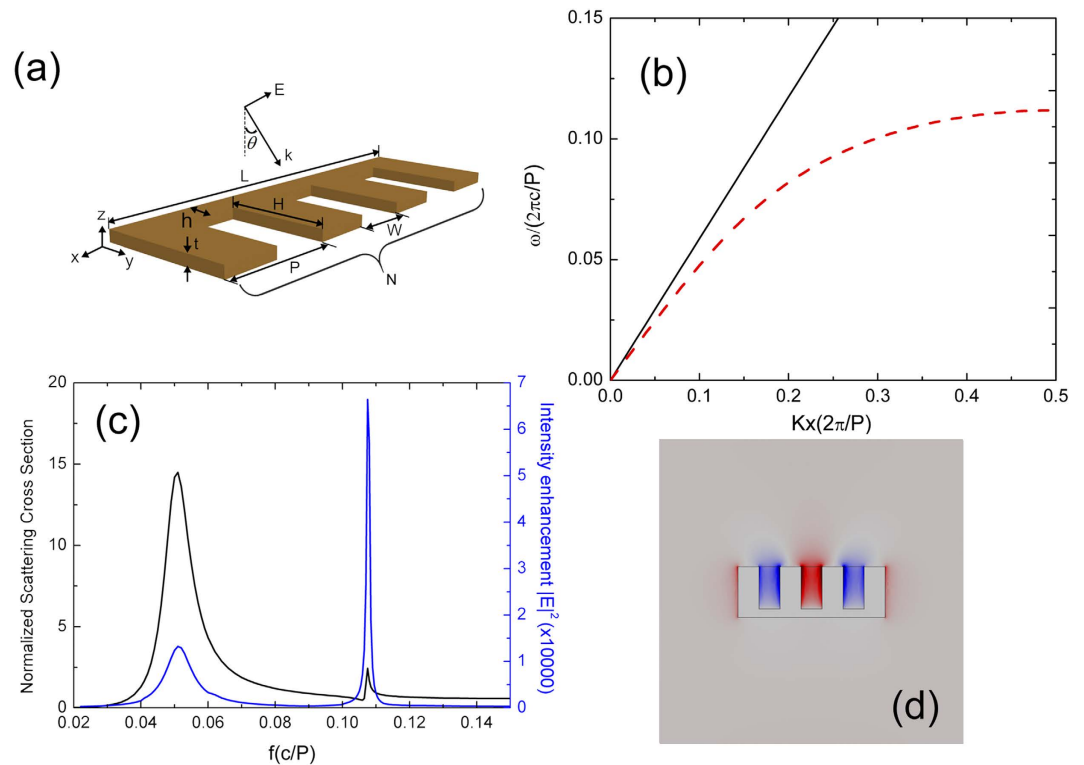 (a)
E
θ
k
L
z
h
H
x
y
t
W
P
N
(b)
0.15
0.10
0.05
0.00
ω/(2πc/P)
0.0
0.1
0.2
0.3
0.4
0.5
Kx(2π/P)
(c)
20
15
10
5
0
Normalized Scattering Cross Section
7
6
5
4
3
2
1
0
Intensity enhancement |E|² (x10000)
0.02
0.04
0.06
0.08
0.10
0.12
0.14
f(c/P)
(d)